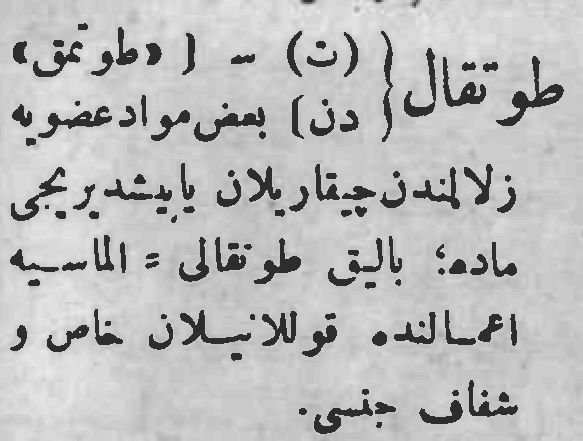 طوتقال { (ت) – [ «طوتمق»
دن ] بعض مواد عضویه
زلالندن چیقاریلان یاپیشدیریجی
ماده؛ بالیق طوتقالی = الماسیه
اعمالنده قوللانیلان خاص و
شفاف جنسی.